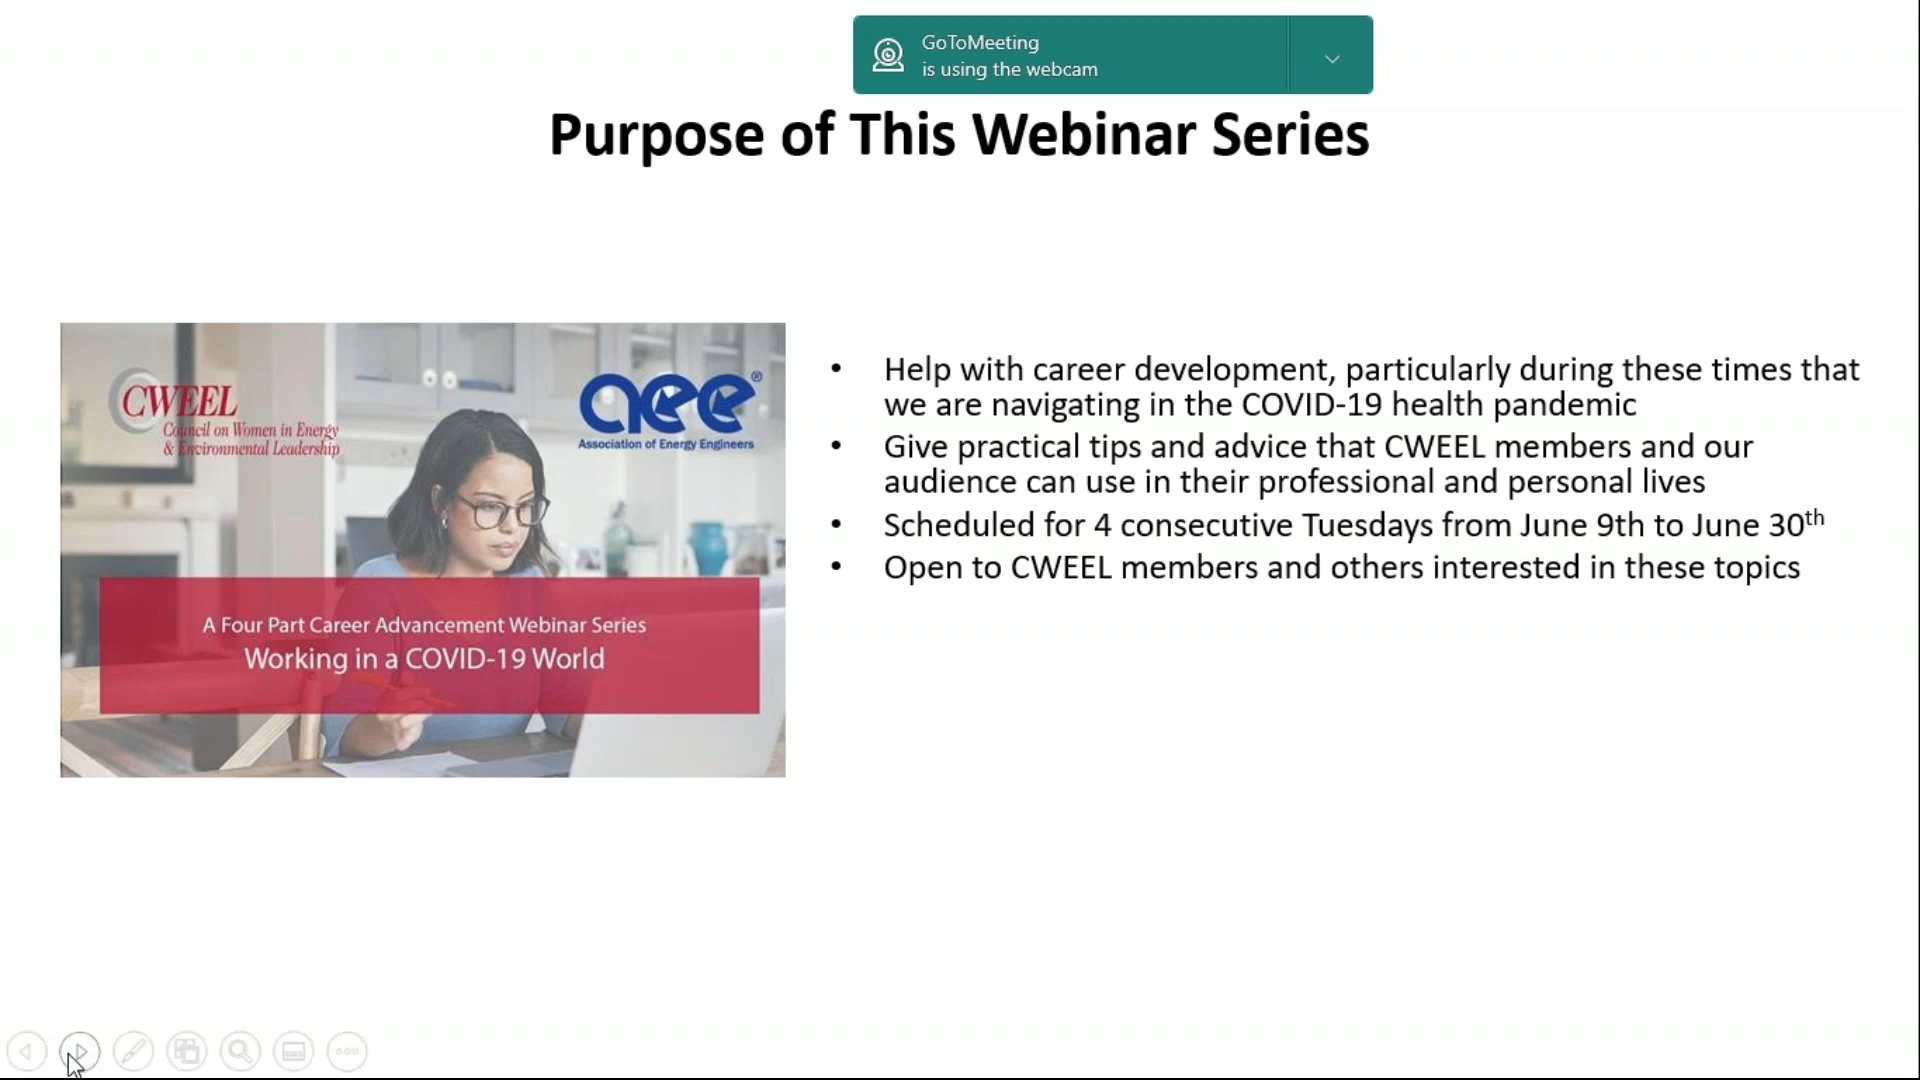 GoToMeeting
is using the webcam
Purpose of This Webinar Series
CWEEL
Council on Women in Energy
& Environmental Leadership
aee®
Association of Energy Engineers
A Four Part Career Advancement Webinar Series
Working in a COVID-19 World
• Help with career development, particularly during these times that
we are navigating in the COVID-19 health pandemic
• Give practical tips and advice that CWEEL members and our
audience can use in their professional and personal lives
• Scheduled for 4 consecutive Tuesdays from June 9th to June 30th
• Open to CWEEL members and others interested in these topics